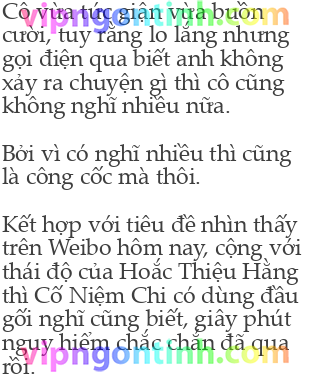 Cô vừa tức giận vừa buồn
cười, tuy rằng lo lắng nhưng
gọi điện qua biết anh không
xảy ra chuyện gì thì cô cũng
không nghĩ nhiều nữa.
Bởi vì có nghĩ nhiều thì cũng
là công cốc mà thôi.
Kết hợp với tiêu đề nhìn thấy
trên Weibo hôm nay, cộng với
thái độ của Hoắc Thiệu Hằng
thì Cố Niệm Chi có dùng đầu
gối nghĩ cũng biết, giây phút
nguy hiểm chắc chắn đã qua
rồi.
vipngontinh.com
vipngontinh.com